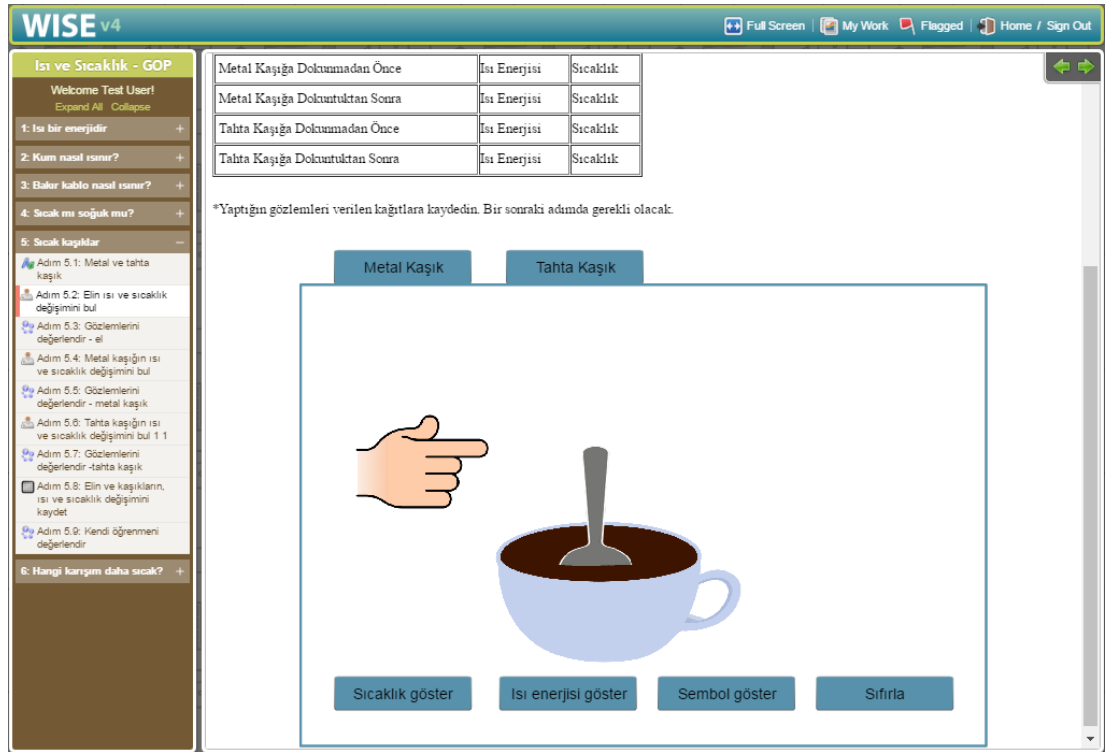 WISE v4
Full Screen | My Work Flagged | Home / Sign Out
Isı ve Sıcaklık - GOP
Welcome Test User!
Expand All Collapse
1: Isı bir enerjidir +
2: Kum nasıl ısınır? +
3: Bakır kablo nasıl ısınır? +
4: Sıcak mı soğuk mu? +
5: Sıcak kaşıklar –
Adım 5.1: Metal ve tahta
kaşık
Adım 5.2: Elin ısı ve sıcaklık
değişimini bul
Adım 5.3: Gözlemlerini
değerlendir - el
Adım 5.4: Metal kaşığın ısı
ve sıcaklık değişimini bul
Adım 5.5: Gözlemlerini
değerlendir - metal kaşık
Adım 5.6: Tahta kaşığın ısı
ve sıcaklık değişimini bul 1 1
Adım 5.7: Gözlemlerini
değerlendir -tahta kaşık
Adım 5.8: Elin ve kaşıkların,
ısı ve sıcaklık değişimini
kaydet
Adım 5.9: Kendi öğrenmeni
değerlendir
6: Hangi karışım daha sıcak? +
Metal Kaşığa Dokunmadan Önce Isı Enerjisi Sıcaklık
Metal Kaşığa Dokuntuktan Sonra Isı Enerjisi Sıcaklık
Tahta Kaşığa Dokunmadan Önce Isı Enerjisi Sıcaklık
Tahta Kaşığa Dokuntuktan Sonra Isı Enerjisi Sıcaklık
*Yaptığın gözlemleri verilen kağıtlara kaydedin. Bir sonraki adımda gerekli olacak.
Metal Kaşık Tahta Kaşık
Sıcaklık göster Isı enerjisi göster Sembol göster Sıfırla